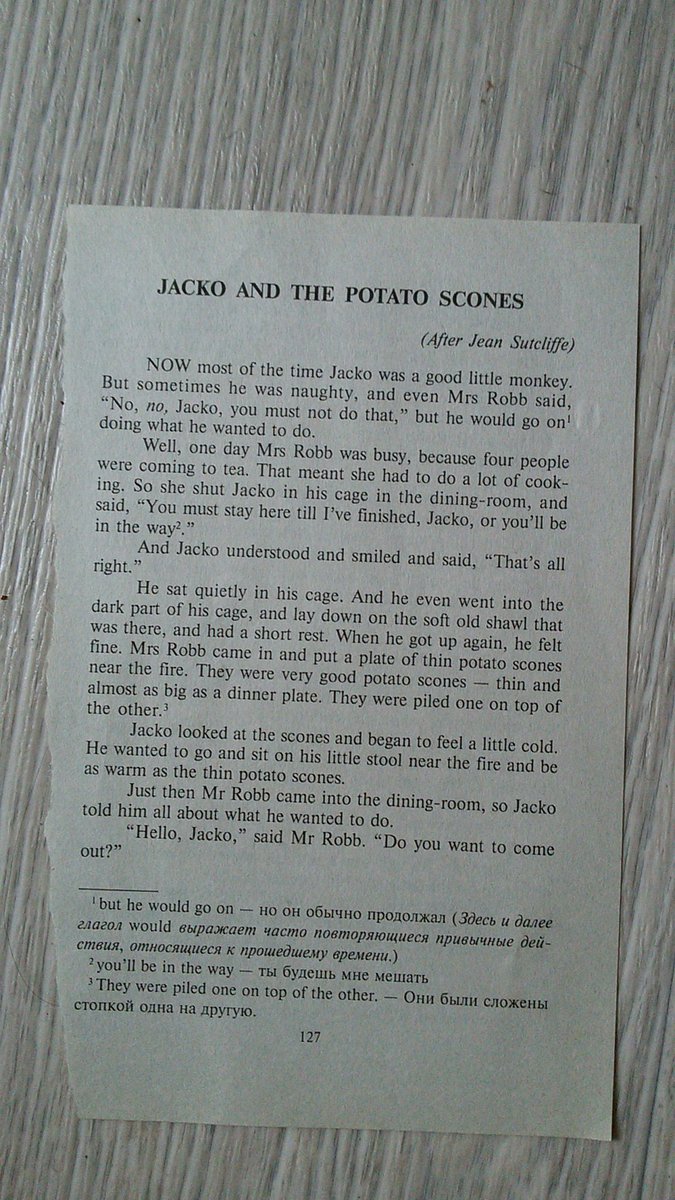 JACKO AND THE POTATO SCONES
(After Jean Sutcliffe)
NOW most of the time Jacko was a good little monkey.
But sometimes he was naughty, and even Mrs Robb said,
“No, no, Jacko, you must not do that,” but he would go on¹
doing what he wanted to do.
Well, one day Mrs Robb was busy, because four people
were coming to tea. That meant she had to do a lot of cook-
ing. So she shut Jacko in his cage in the dining-room, and
said, “You must stay here till I’ve finished, Jacko, or you’ll be
in the way².”
And Jacko understood and smiled and said, “That’s all
right.”
He sat quietly in his cage. And he even went into the
dark part of his cage, and lay down on the soft old shawl that
was there, and had a short rest. When he got up again, he felt
fine. Mrs Robb came in and put a plate of thin potato scones
near the fire. They were very good potato scones — thin and
almost as big as a dinner plate. They were piled one on top of
the other.³
Jacko looked at the scones and began to feel a little cold.
He wanted to go and sit on his little stool near the fire and be
as warm as the thin potato scones.
Just then Mr Robb came into the dining-room, so Jacko
told him all about what he wanted to do.
“Hello, Jacko,” said Mr Robb. “Do you want to come
out?”
¹ but he would go on — но он обычно продолжал (Здесь и далее
глагол would выражает часто повторяющиеся привычные дей-
ствия, относящиеся к прошедшему времени.)
² you’ll be in the way — ты будешь мне мешать
³ They were piled one on top of the other. — Они были сложены
стопкой одна на другую.
127